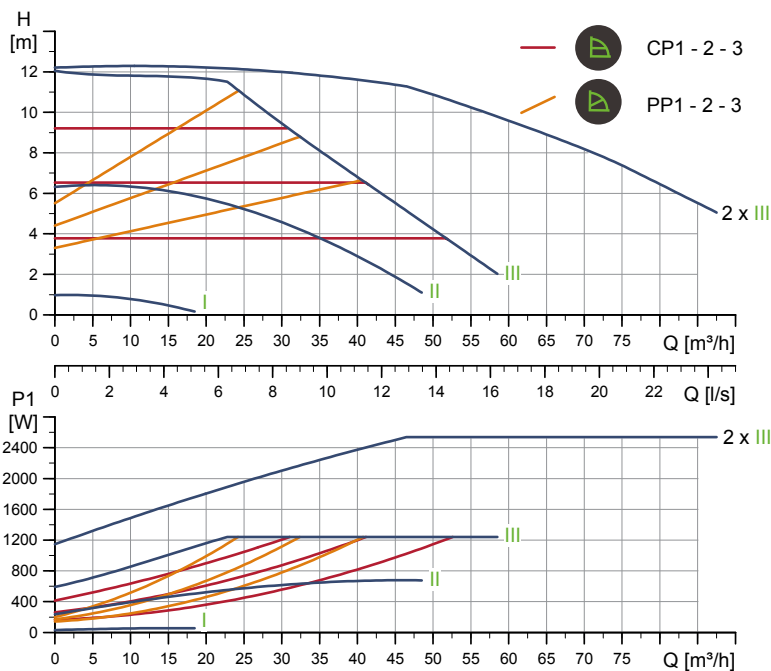 H
[m]
CP1 - 2 - 3
PP1 - 2 - 3
12
10
8
6
4
2
0
2 x III
III
II
I
0 5 10 15 20 25 30 35 40 45 50 55 60 65 70 75 Q [m³/h]
0 2 4 6 8 10 12 14 16 18 20 22 Q [l/s]
P1
[W]
2400
2000
1600
1200
800
400
0
2 x III
III
II
I
0 5 10 15 20 25 30 35 40 45 50 55 60 65 70 75 Q [m³/h]